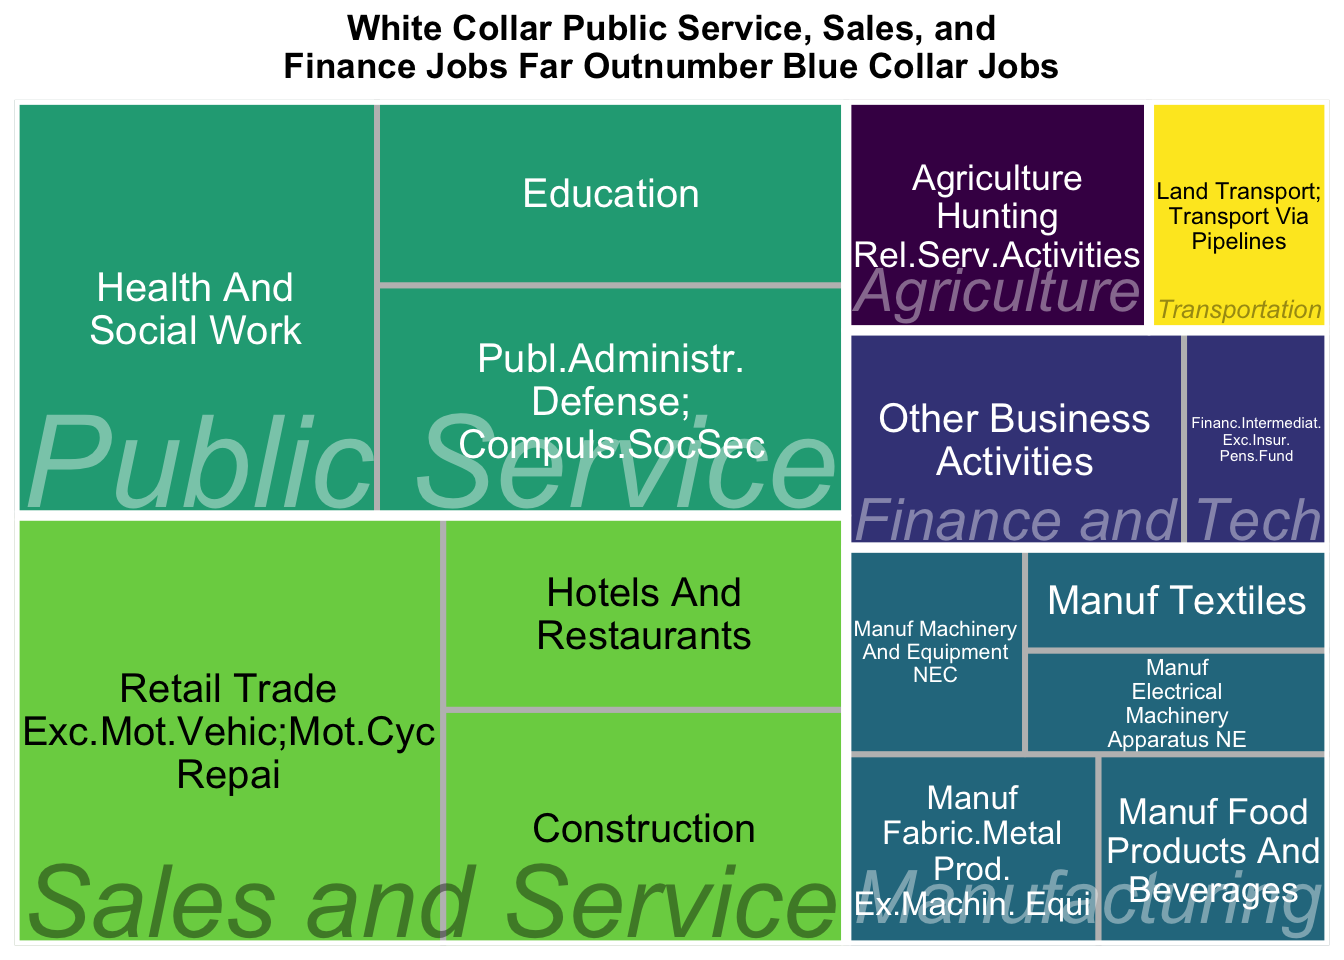 White Collar Public Service, Sales, and
Finance Jobs Far Outnumber Blue Collar Jobs
Health And
Social Work
Education
Publ.Administr.
Defense;
Compuls.SocSec
Public Service
Retail Trade
Exc.Mot.Vehic;Mot.Cyc
Repai
Hotels And
Restaurants
Construction
Sales and Service
Agriculture
Hunting
Rel.Serv.Activities
Agriculture
Land Transport;
Transport Via
Pipelines
Transportation
Other Business
Activities
Financ.Intermediat.
Exc.Insur.
Pens.Fund
Finance and Tech
Manuf Machinery
And Equipment
NEC
Manuf Textiles
Manuf
Electrical
Machinery
Apparatus NE
Manuf
Fabric.Metal
Prod.
Ex.Machin. Equi
Manuf Food
Products And
Beverages
Manufacturing